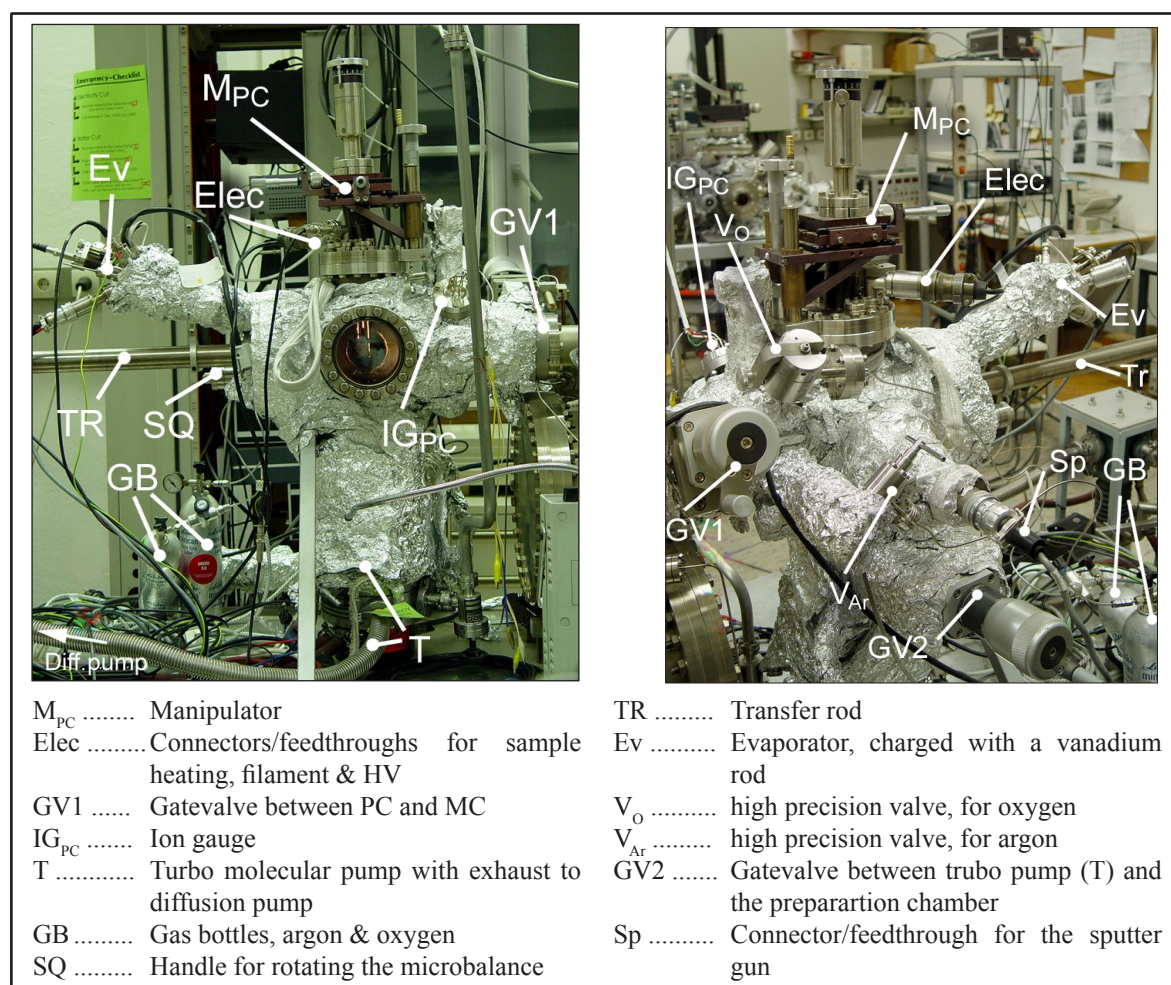 Emergency-Checklist
MPC
Ev
Elec
GV1
TR
SQ
IGPC
GB
T
Diff.pump
MPC
IGPC
VO
Elec
Ev
Tr
Sp
GB
GV1
VAr
GV2
MPC ........ Manipulator
Elec ......... Connectors/feedthroughs for sample
heating, filament & HV
GV1 ...... Gatevalve between PC and MC
IGPC ....... Ion gauge
T ............ Turbo molecular pump with exhaust to
diffusion pump
GB ......... Gas bottles, argon & oxygen
SQ ......... Handle for rotating the microbalance
TR ......... Transfer rod
Ev .......... Evaporator, charged with a vanadium
rod
VO .......... high precision valve, for oxygen
VAr ......... high precision valve, for argon
GV2 ....... Gatevalve between trubo pump (T) and
the preparartion chamber
Sp .......... Connector/feedthrough for the sputter
gun